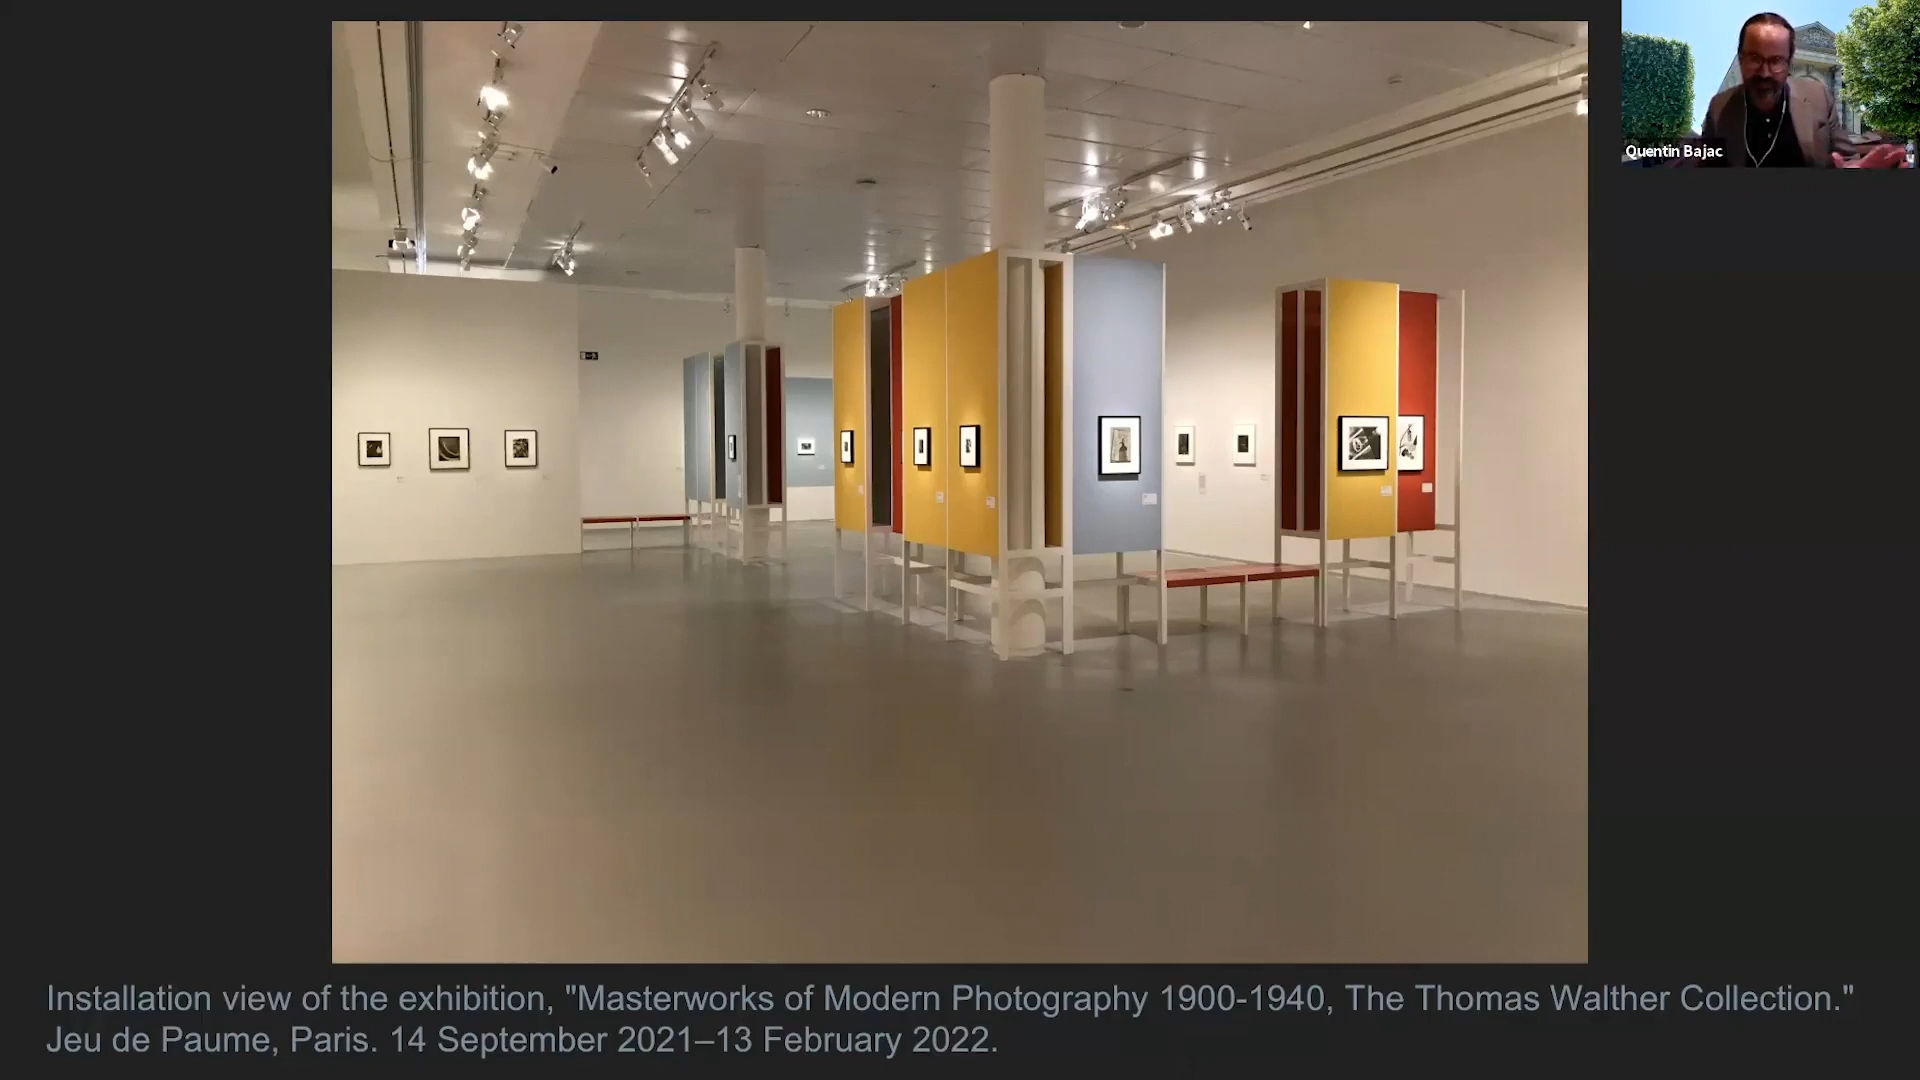 Quentin Bajac
Installation view of the exhibition, "Masterworks of Modern Photography 1900-1940, The Thomas Walther Collection."
Jeu de Paume, Paris. 14 September 2021–13 February 2022.